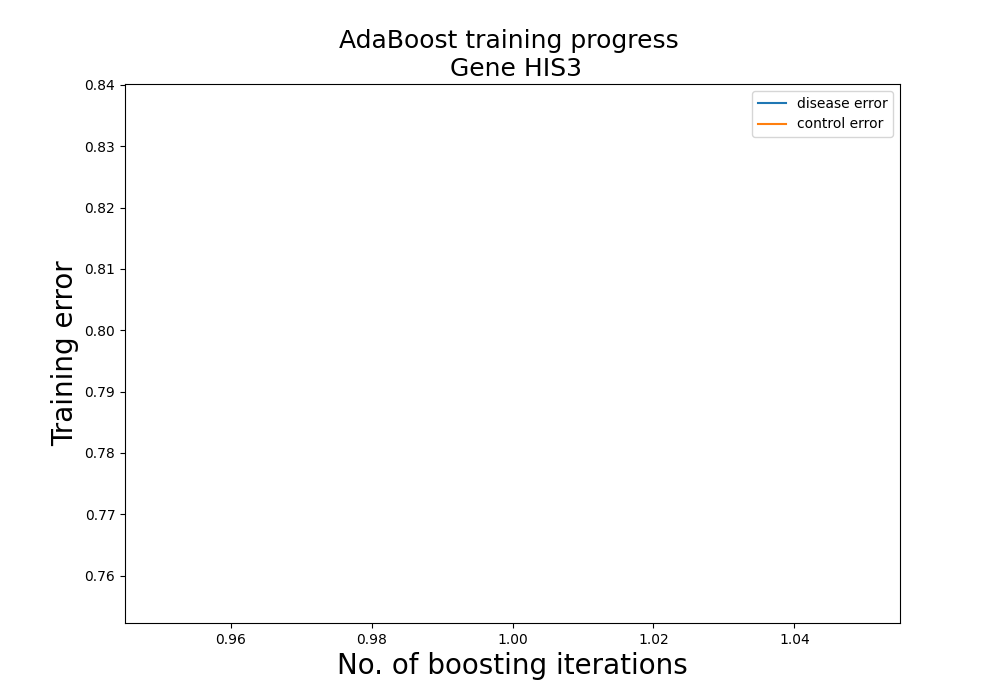 AdaBoost training progress
Gene HIS3
disease error
control error
Training error
0.84
0.83
0.82
0.81
0.80
0.79
0.78
0.77
0.76
0.96
0.98
1.00
1.02
1.04
No. of boosting iterations